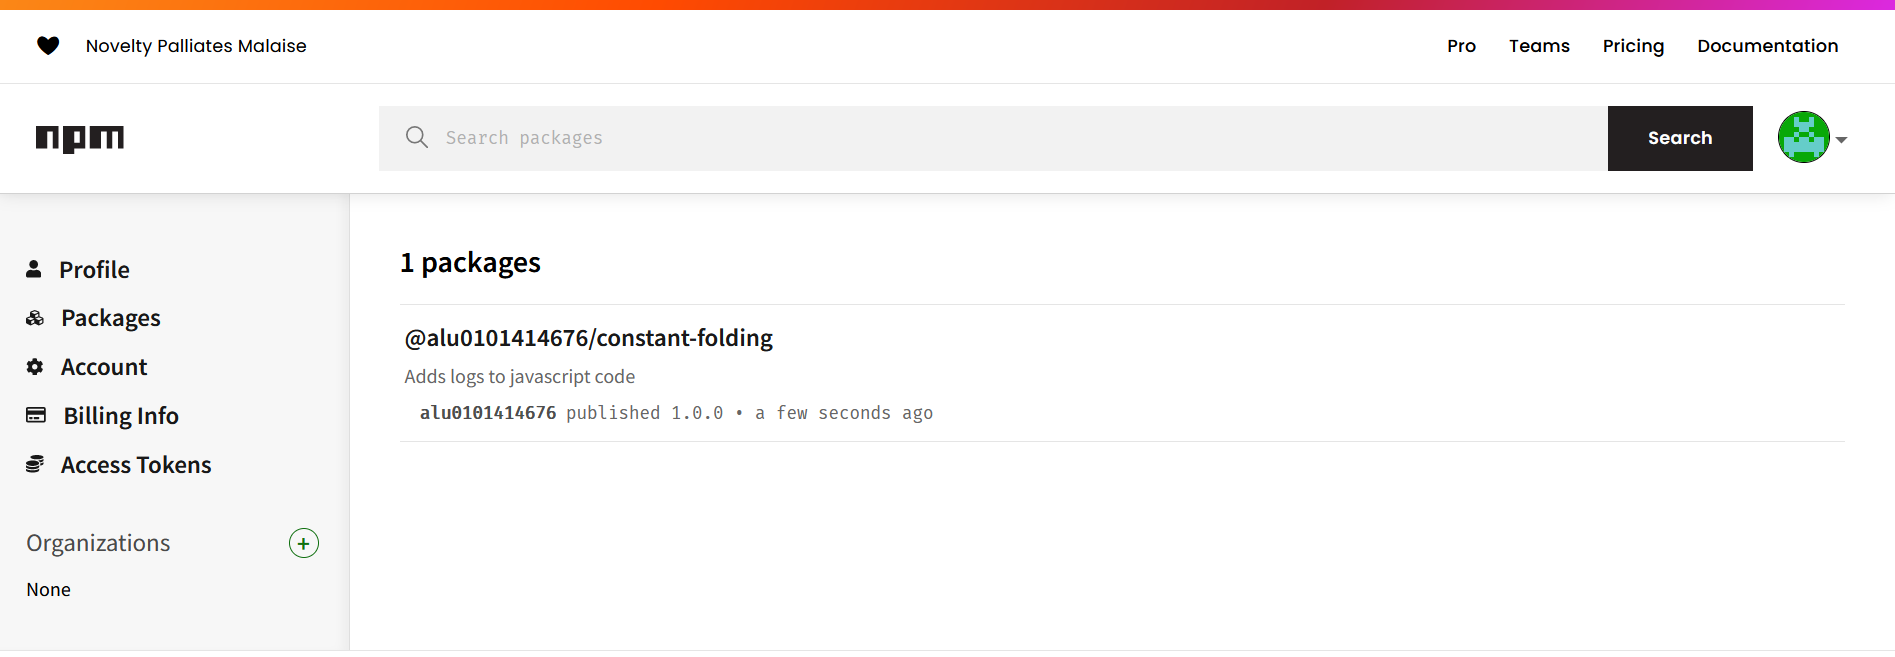 Novelty Palliates Malaise
Pro Teams Pricing Documentation
npm
Search packages
Search
Profile
Packages
Account
Billing Info
Access Tokens
Organizations
None
1 packages
@alu0101414676/constant-folding
Adds logs to javascript code
alu0101414676 published 1.0.0 • a few seconds ago